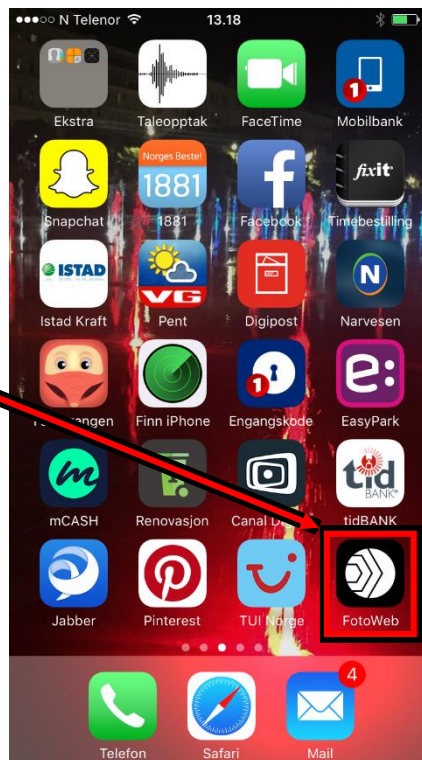 N Telenor 13.18
Ekstra Taleopptak FaceTime Mobilbank
1
Norges Beste!
1881
f
fixit
Snapchat 1881 Facebook Timebestilling
ISTAD
VG
N
Istad Kraft Pent Digipost Narvesen
1
e:
Finn iPhone Engangskode EasyPark
m
tid
BANK
mCASH Renovasjon Canal tidBANK
Jabber Pinterest TUI Norge FotoWeb
4
Telefon Safari Mail